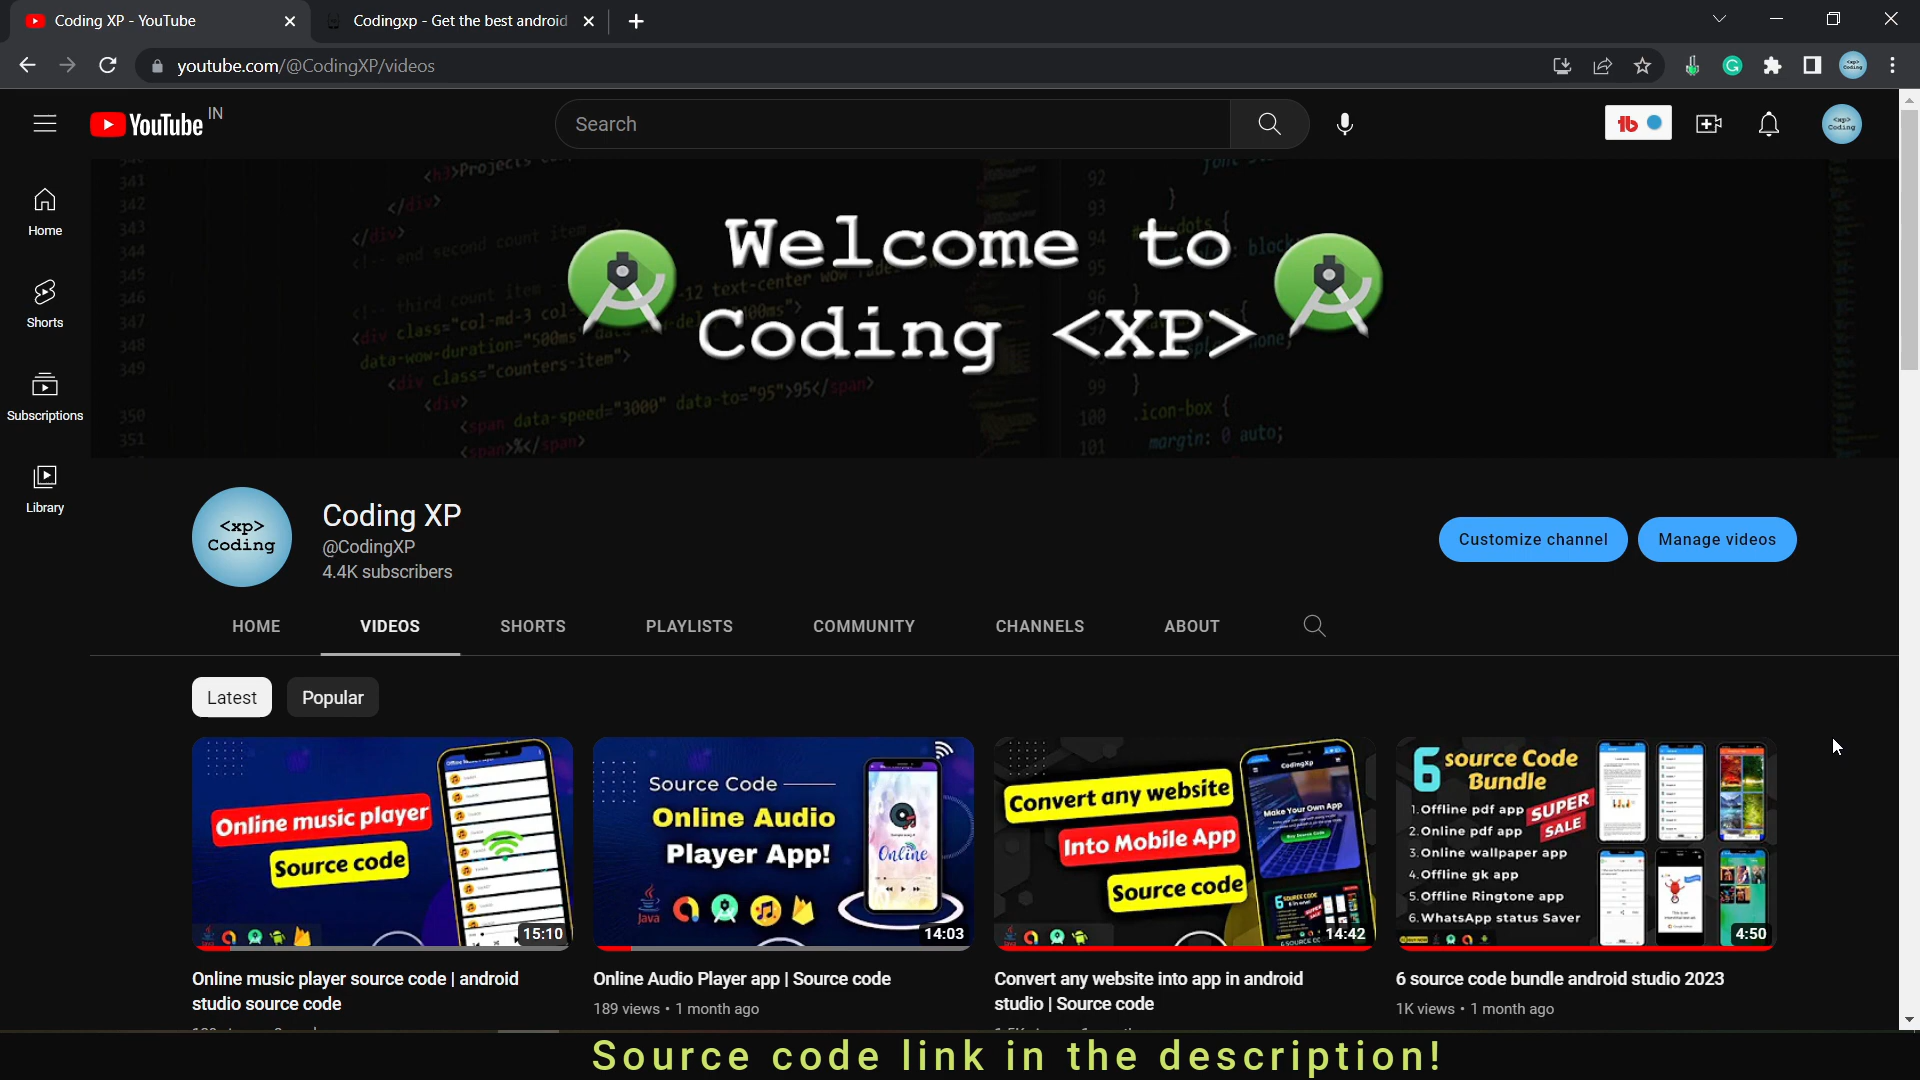 Coding XP - YouTube
Codingxp - Get the best android
youtube.com/@CodingXP/videos
YouTube IN
Search
Home
Shorts
Subscriptions
Library
Welcome to
Coding <XP>
<xp>
Coding
Coding XP
@CodingXP
4.4K subscribers
Customize channel
Manage videos
HOME
VIDEOS
SHORTS
PLAYLISTS
COMMUNITY
CHANNELS
ABOUT
Latest
Popular
Online music player
Source code
15:10
Source Code
Online Audio
Player App!
Online
Java
14:03
Convert any website
Into Mobile App
Source code
CodingXp
Make Your Own App
14:42
6 source Code
Bundle
SUPER
SALE
1.Offline pdf app
2.Online pdf app
3.Online wallpaper app
4.Offline gk app
5.Offline Ringtone app
6.WhatsApp status Saver
4:50
Online music player source code | android
studio source code
Online Audio Player app | Source code
189 views • 1 month ago
Convert any website into app in android
studio | Source code
6 source code bundle android studio 2023
1K views • 1 month ago
Source code link in the description!